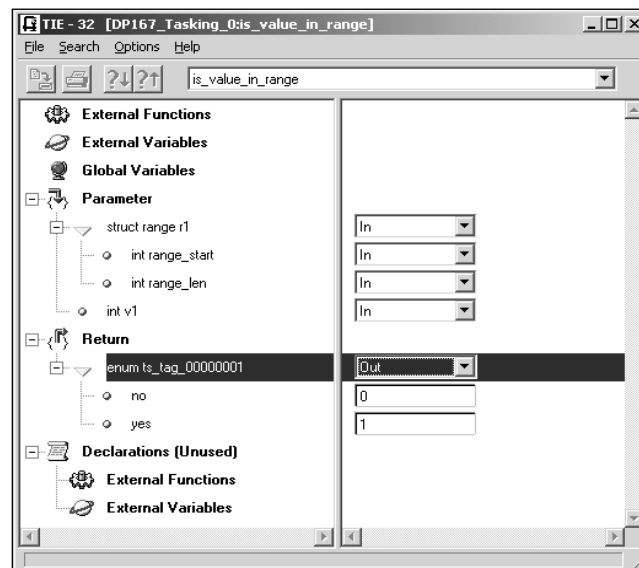 TIE - 32 [DP167_Tasking_0:is_value_in_range]
File Search Options Help
is_value_in_range
External Functions
External Variables
Global Variables
Parameter
struct range r1 In
int range_start In
int range_len In
int v1 In
Return
enum ts_tag_00000001 Out
no 0
yes 1
Declarations (Unused)
External Functions
External Variables